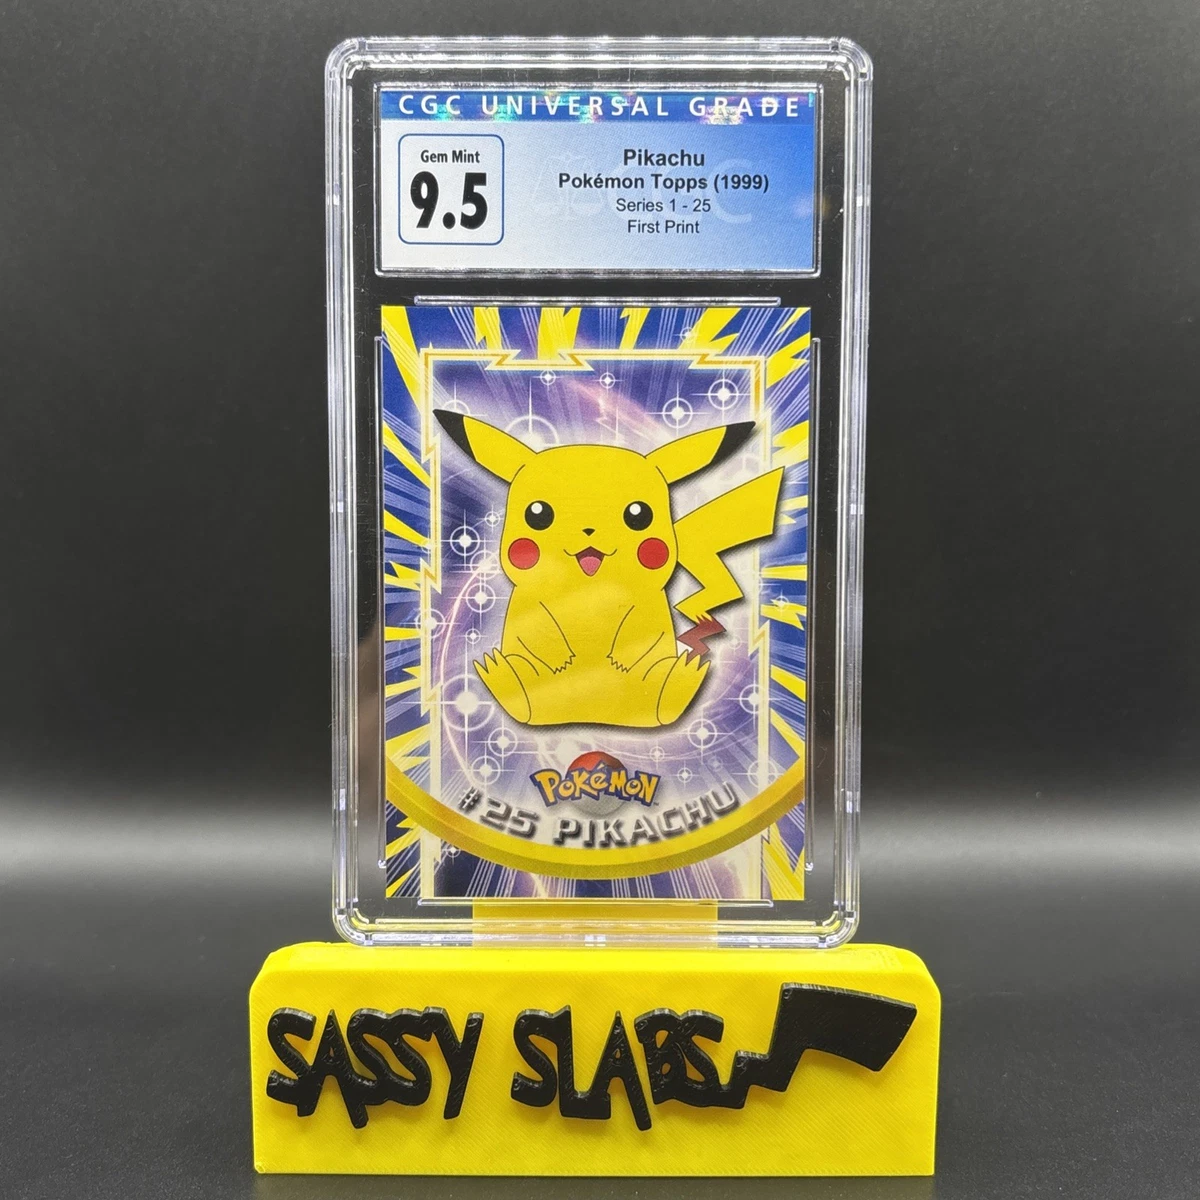 CGC UNIVERSAL GRADE
Gem Mint
9.5
Pikachu
Pokémon Topps (1999)
Series 1 - 25
First Print
CGC
POKéMON
#25 PIKACHU
SASSY SLABS